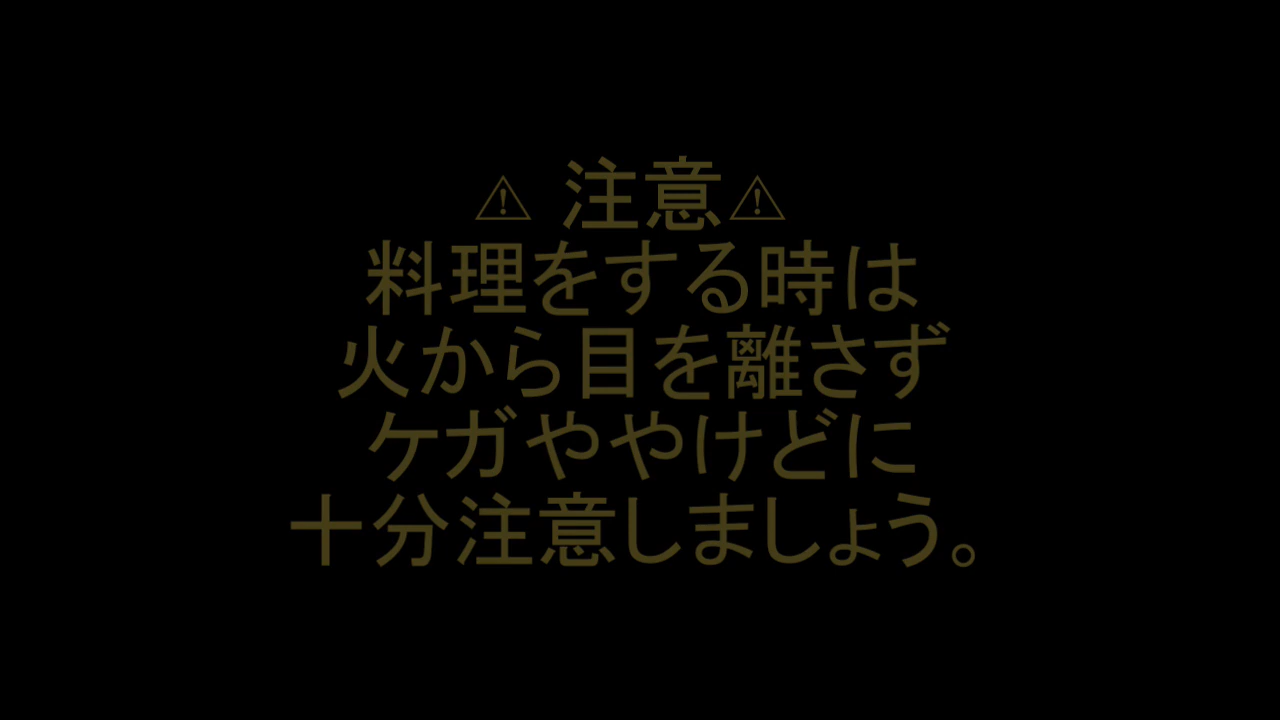 ⚠ 注意⚠
料理をする時は
火から目を離さず
ケガややけどに
十分注意しましょう。